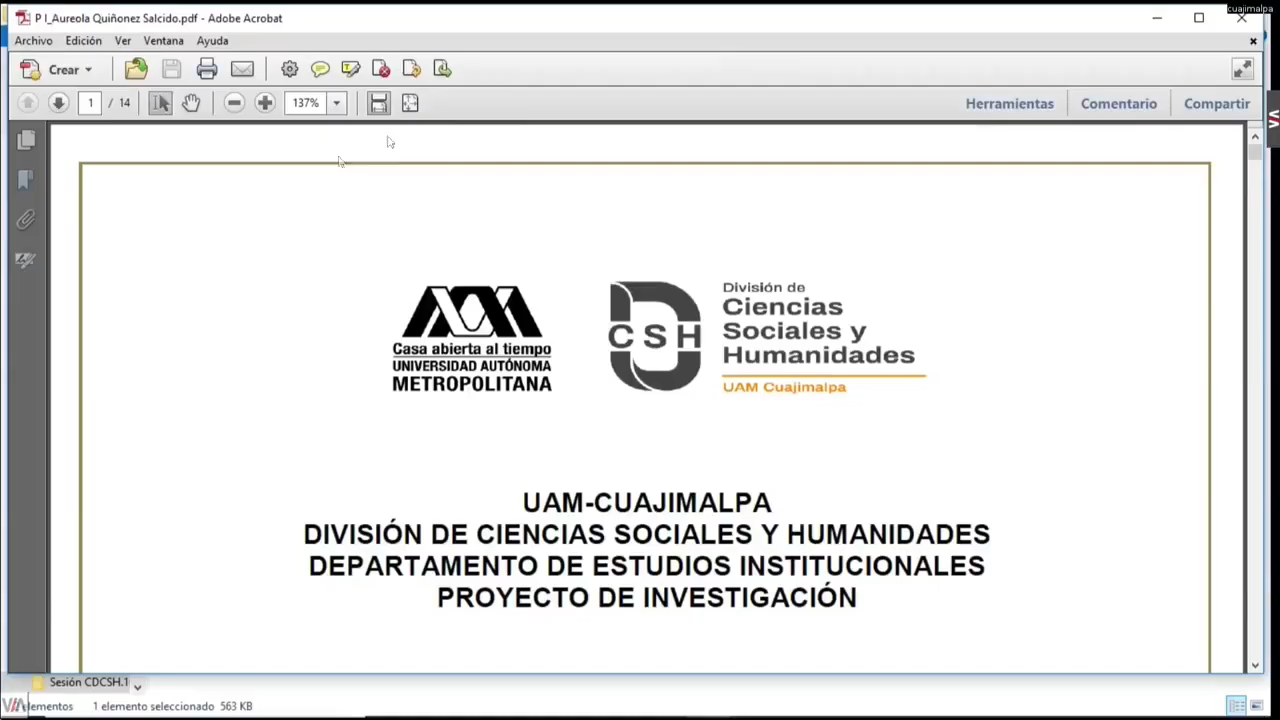 cuajimalpa
P I_Aureola Quiñonez Salcido.pdf - Adobe Acrobat
Archivo Edición Ver Ventana Ayuda
Crear
1 / 14 137% Herramientas Comentario Compartir
Casa abierta al tiempo
UNIVERSIDAD AUTÓNOMA
METROPOLITANA
CSH
División de
Ciencias
Sociales y
Humanidades
UAM Cuajimalpa
UAM-CUAJIMALPA
DIVISIÓN DE CIENCIAS SOCIALES Y HUMANIDADES
DEPARTAMENTO DE ESTUDIOS INSTITUCIONALES
PROYECTO DE INVESTIGACIÓN
Sesión CDCSH.1
elementos 1 elemento seleccionado 563 KB